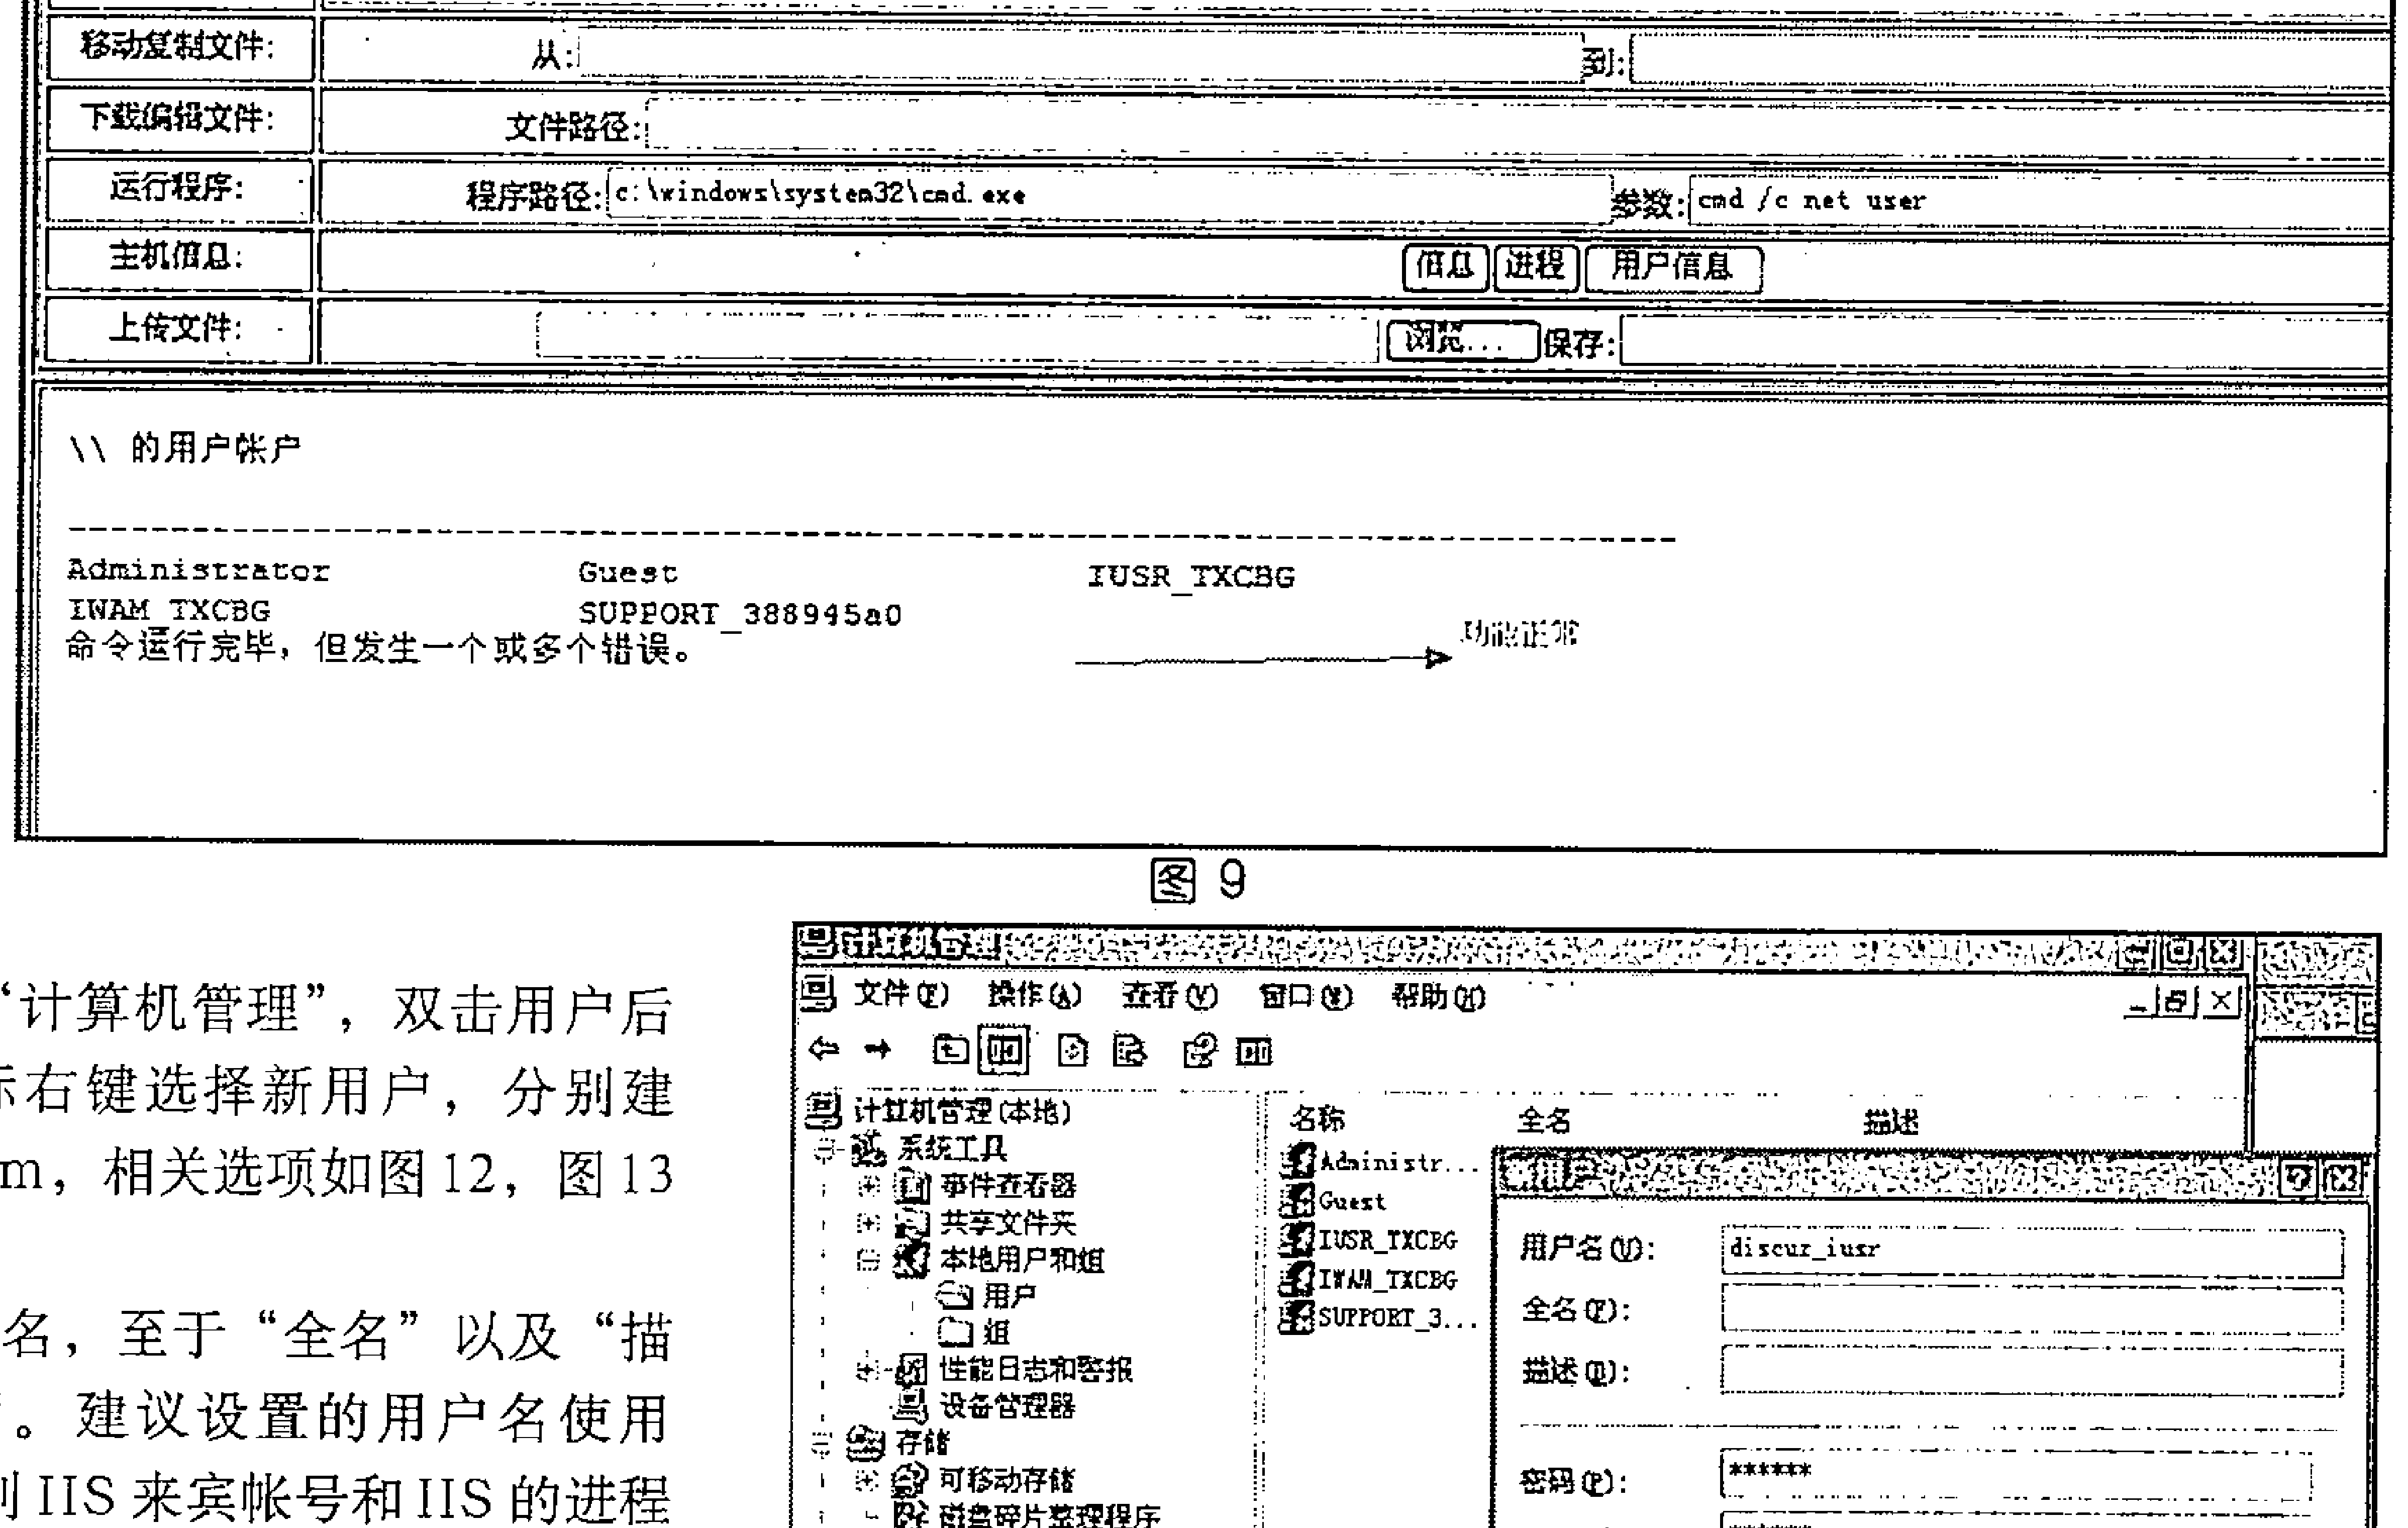 移动复制文件: 从: 到:
下载编辑文件: 文件路径:
运行程序: 程序路径: c:\windows\system32\cmd.exe 参数: cmd /c net user
主机信息: 信息 进程 用户信息
上传文件: 浏览... 保存:
\\ 的用户帐户
--------------------------------------------------------------------------------
Administrator Guest IUSR_TXCBG
IWAM_TXCBG SUPPORT_388945a0
命令运行完毕，但发生一个或多个错误。
功能正常
图 9
“计算机管理”，双击用户后
标右键选择新用户，分别建
m，相关选项如图12，图13
名，至于“全名”以及“描
。建议设置的用户名使用
到IIS来宾帐号和IIS的进程
计算机管理
文件(F) 操作(A) 查看(V) 窗口(W) 帮助(H)
计算机管理(本地)
系统工具
事件查看器
共享文件夹
本地用户和组
用户
组
性能日志和警报
设备管理器
存储
可移动存储
磁盘碎片整理程序
名称 全名 描述
Administr...
Guest
IUSR_TXCBG
IWAM_TXCBG
SUPPORT_3...
新用户
用户名(U): discur_iusr
全名(F):
描述(D):
密码(P): ******